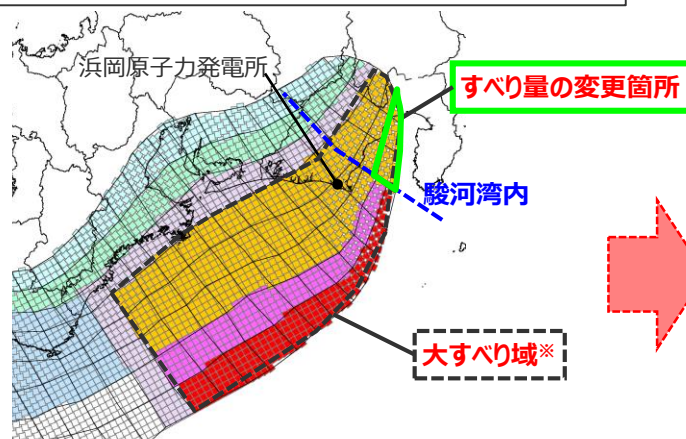 浜岡原子力発電所
すべり量の変更箇所
駿河湾内
大すべり域※